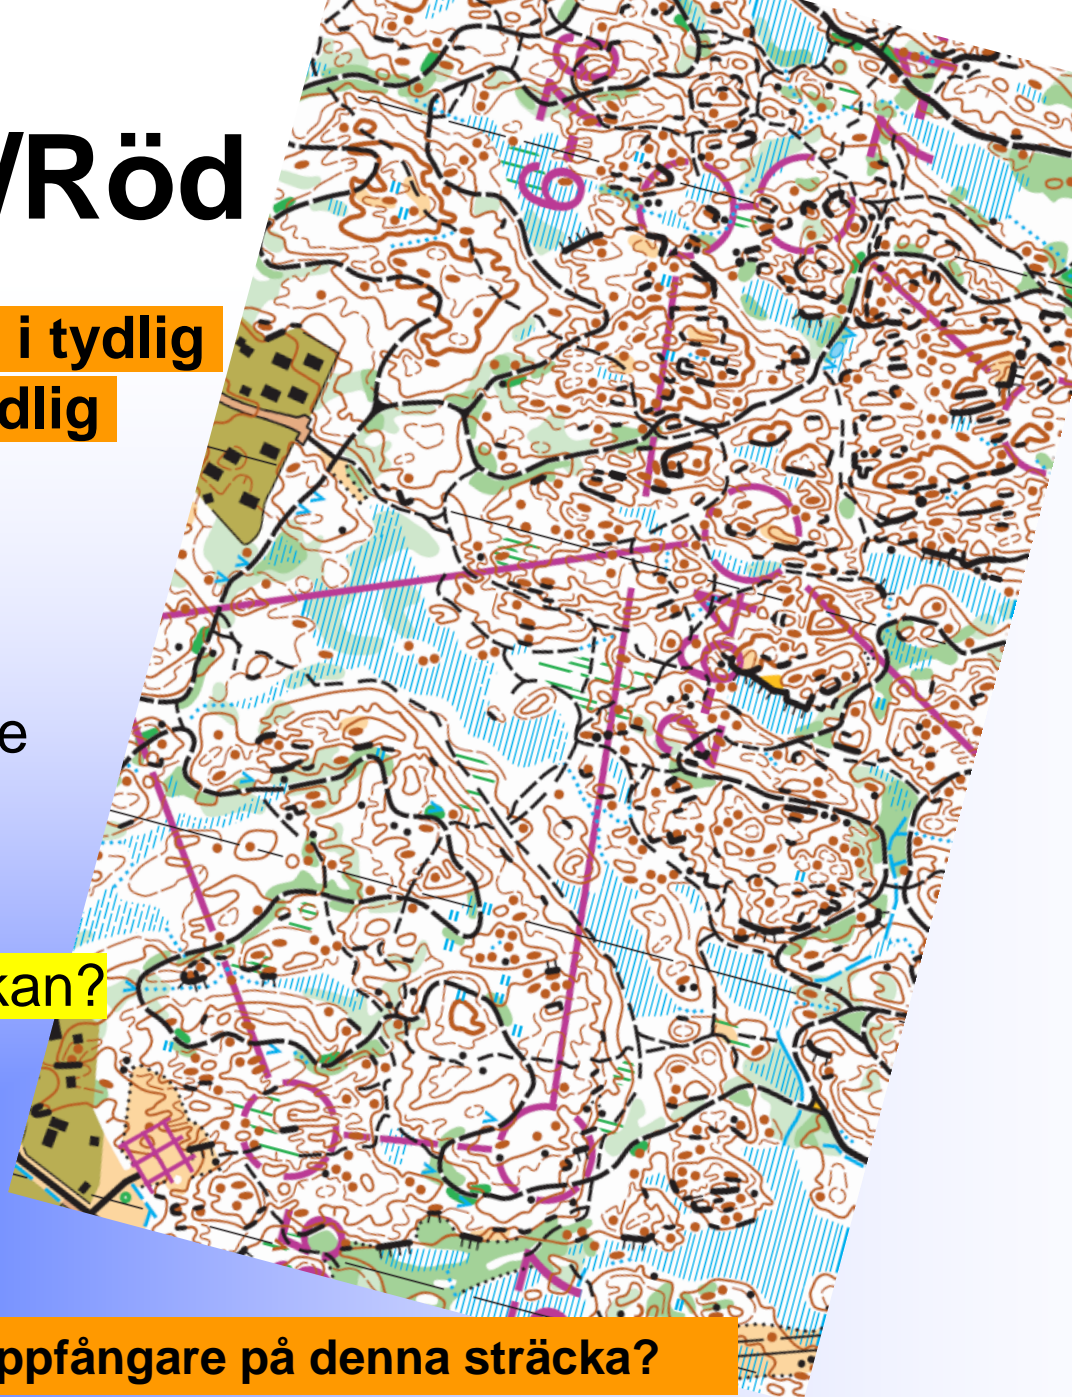 /Röd
i tydlig
dlig
e
kan?
ppfångare på denna sträcka?